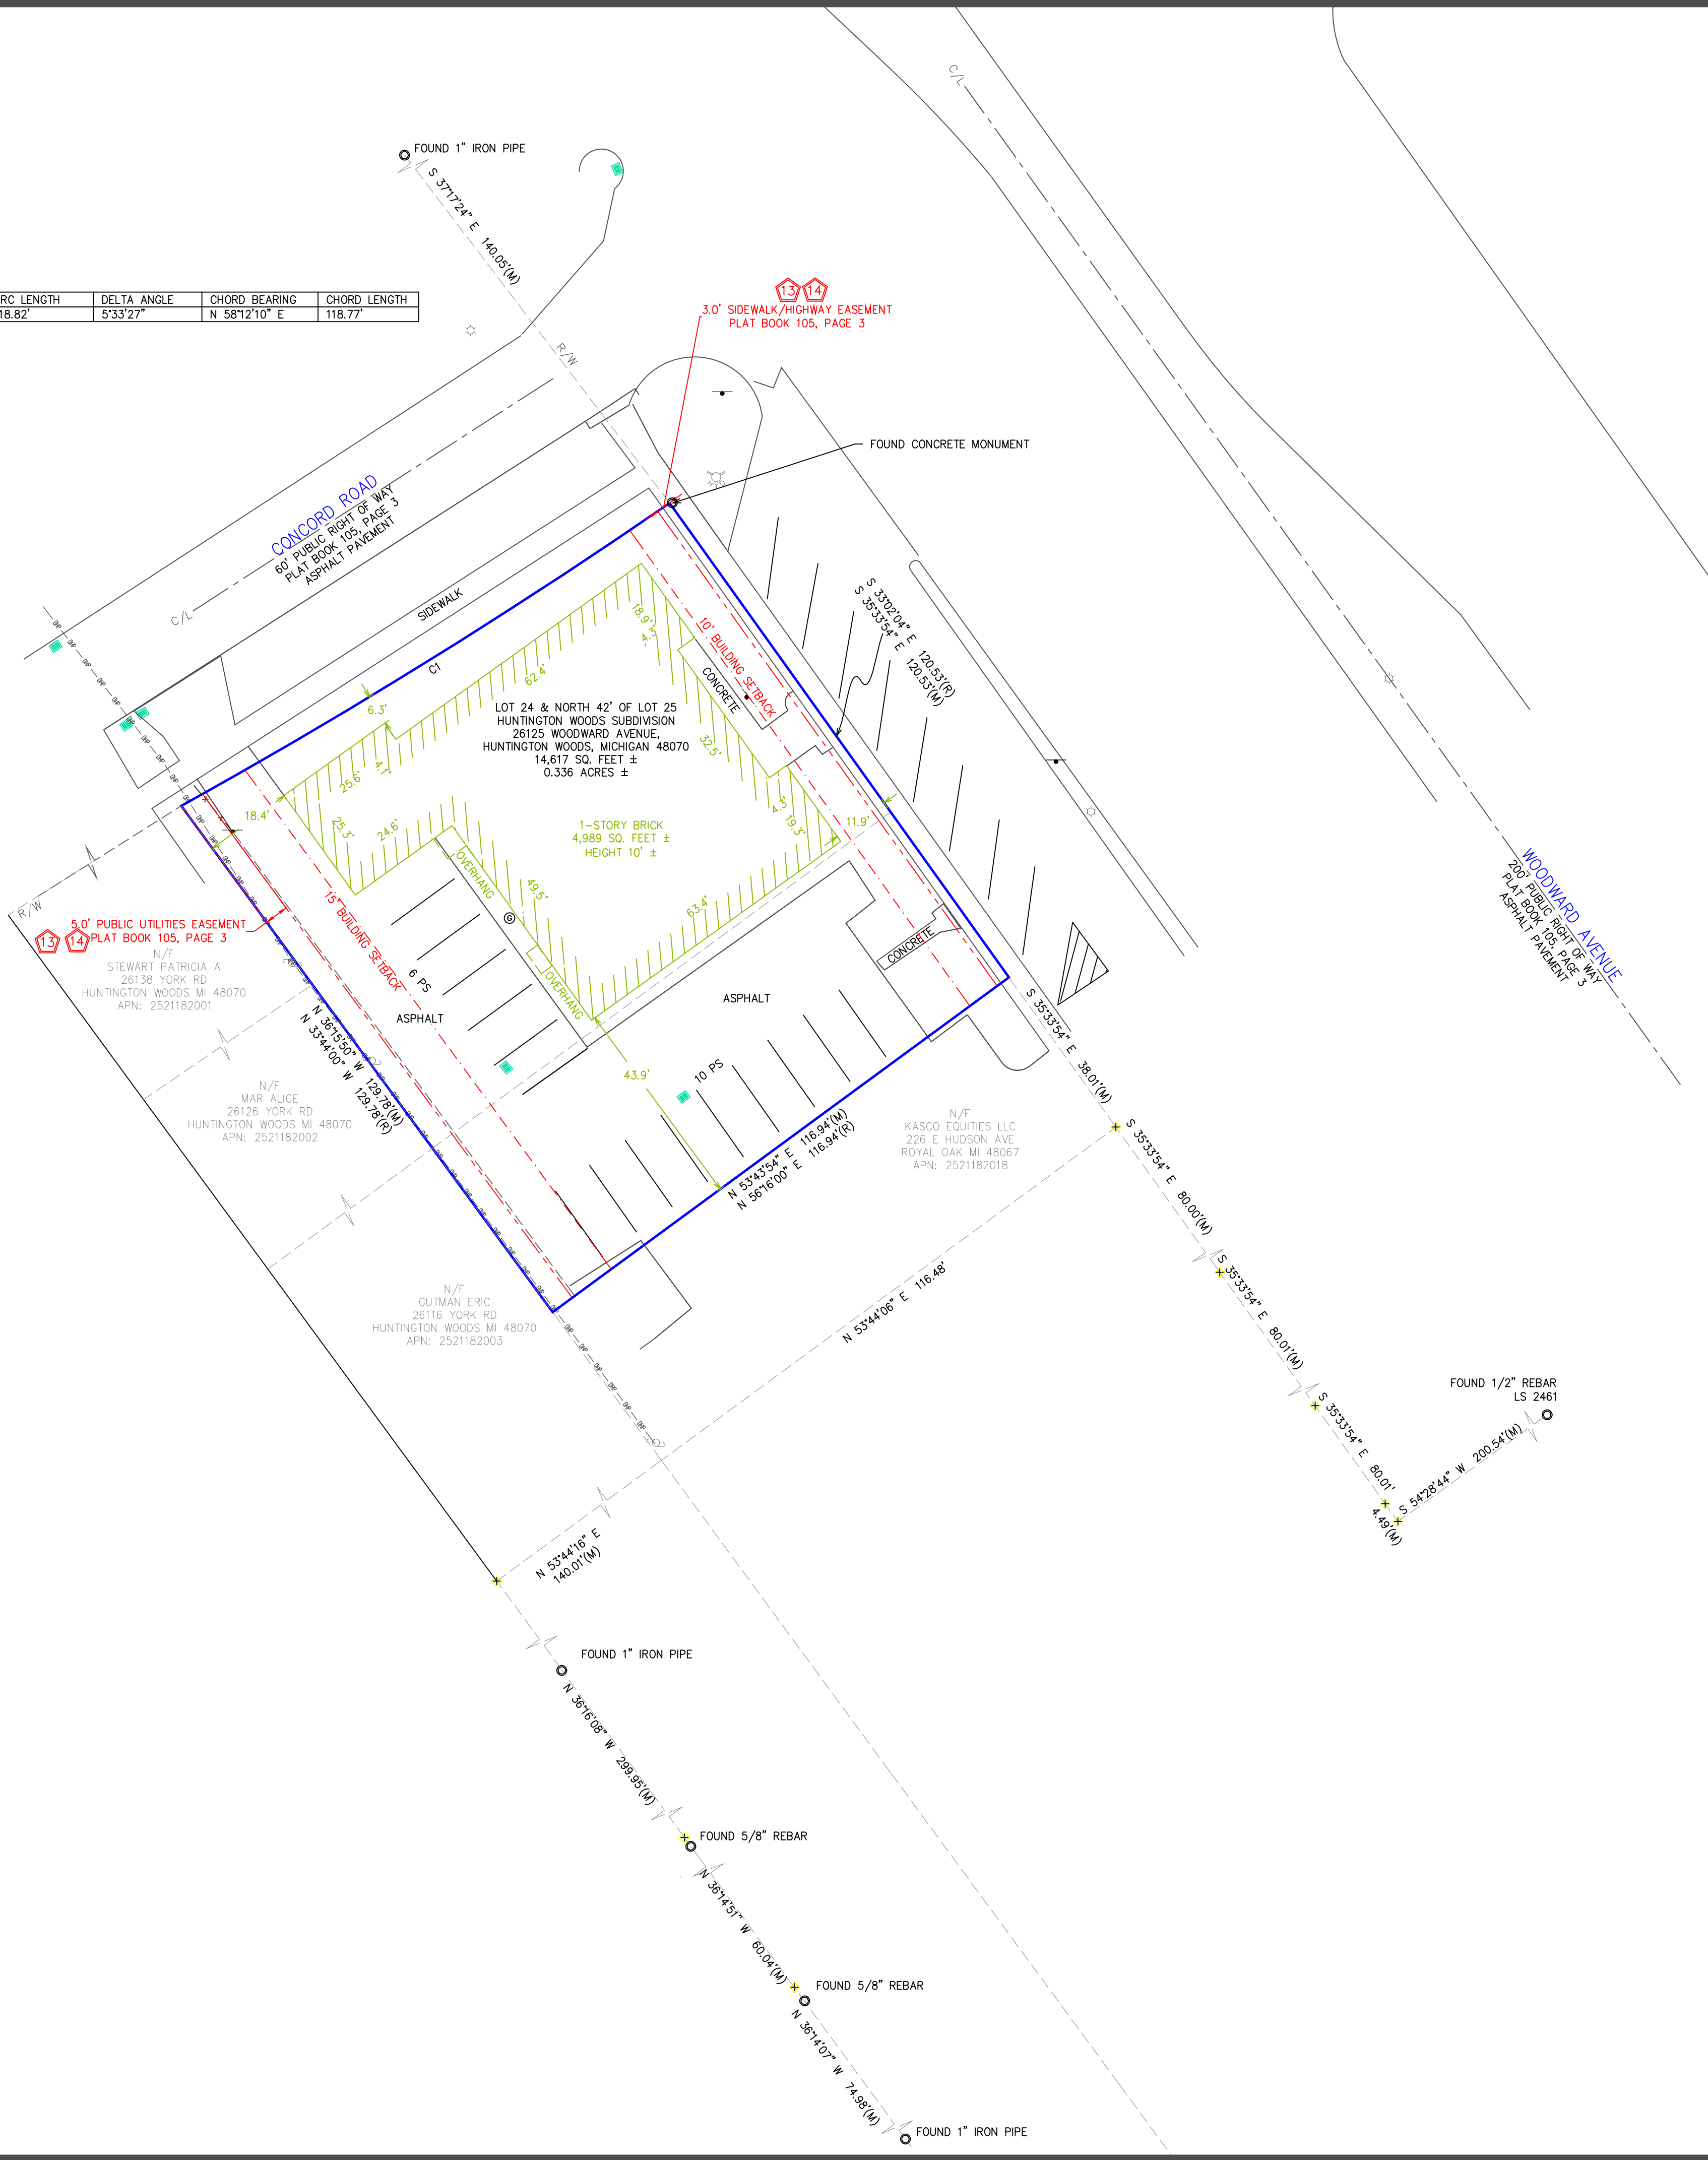 C/L
FOUND 1" IRON PIPE
S 37°17'24" E 140.05'(M)
RC LENGTH DELTA ANGLE CHORD BEARING CHORD LENGTH
18.82' 5°33'27" N 58°12'10" E 118.77'
13 14
3.0' SIDEWALK/HIGHWAY EASEMENT
PLAT BOOK 105, PAGE 3
R/W
FOUND CONCRETE MONUMENT
CONCORD ROAD
60' PUBLIC RIGHT OF WAY
PLAT BOOK 105, PAGE 3
ASPHALT PAVEMENT
C/L
SIDEWALK
C1
S 33°02'04" E 120.53'(R)
S 35°33'54" E 120.53'(M)
18.9'
62.4'
10' BUILDING SETBACK
CONCRETE
6.3'
LOT 24 & NORTH 42' OF LOT 25
HUNTINGTON WOODS SUBDIVISION
26125 WOODWARD AVENUE,
HUNTINGTON WOODS, MICHIGAN 48070
14,617 SQ. FEET ±
0.336 ACRES ±
32.5'
4.1'
25.6'
18.4'
25.3'
24.6'
4.3'
19.3'
11.9'
1-STORY BRICK
4,989 SQ. FEET ±
HEIGHT 10' ±
OVERHANG
49.5'
63.4'
G
15' BUILDING SETBACK
WOODWARD AVENUE
200' PUBLIC RIGHT OF WAY
PLAT BOOK 105, PAGE 3
ASPHALT PAVEMENT
R/W
5.0' PUBLIC UTILITIES EASEMENT
PLAT BOOK 105, PAGE 3
13 14
N/F
STEWART PATRICIA A
26138 YORK RD
HUNTINGTON WOODS MI 48070
APN: 2521182001
CONCRETE
6 PS
OVERHANG
ASPHALT
ASPHALT
N 36°15'50" W 129.78'(M)
N 33°44'00" W 129.78'(R)
43.9'
10 PS
S 35°33'54" E 38.01'(M)
N/F
MAR ALICE
26126 YORK RD
HUNTINGTON WOODS MI 48070
APN: 2521182002
N/F
KASCO EQUITIES LLC
226 E HUDSON AVE
ROYAL OAK MI 48067
APN: 2521182018
N 53°43'54" E 116.94'(M)
N 56°16'00" E 116.94'(R)
S 35°33'54" E 80.00'(M)
N 53°44'06" E 116.48'
N/F
GUTMAN ERIC
26116 YORK RD
HUNTINGTON WOODS MI 48070
APN: 2521182003
S 35°33'54" E 80.01'(M)
FOUND 1/2" REBAR
LS 2461
S 35°33'54" E 80.01'
S 54°28'44" W 200.54'(M)
4.49'(M)
N 53°44'16" E
140.01'(M)
FOUND 1" IRON PIPE
N 36°16'08" W 299.95'(M)
FOUND 5/8" REBAR
N 36°14'51" W 60.04'(M)
FOUND 5/8" REBAR
N 36°14'07" W 74.98'(M)
FOUND 1" IRON PIPE